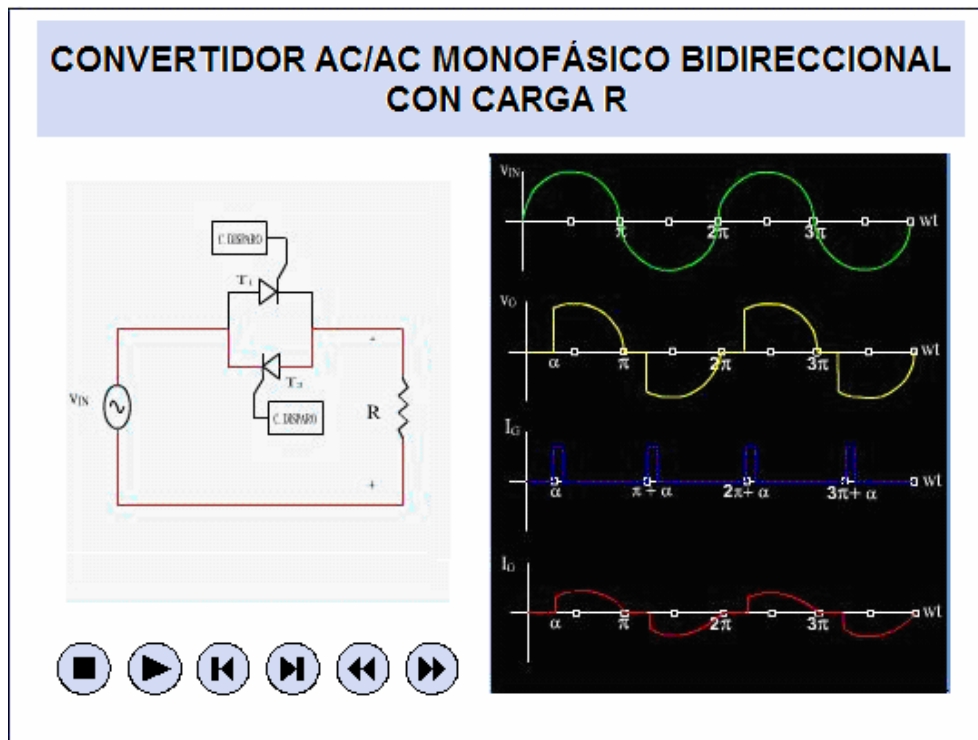 CONVERTIDOR AC/AC MONOFÁSICO BIDIRECCIONAL
CON CARGA R
C. DISPARO
T1
VIN
T2
C. DISPARO
R
-
+
VIN
π
2π
3π
wt
VO
α
π
2π
3π
wt
IG
α
π + α
2π+ α
3π+ α
wt
IO
α
π
2π
3π
wt